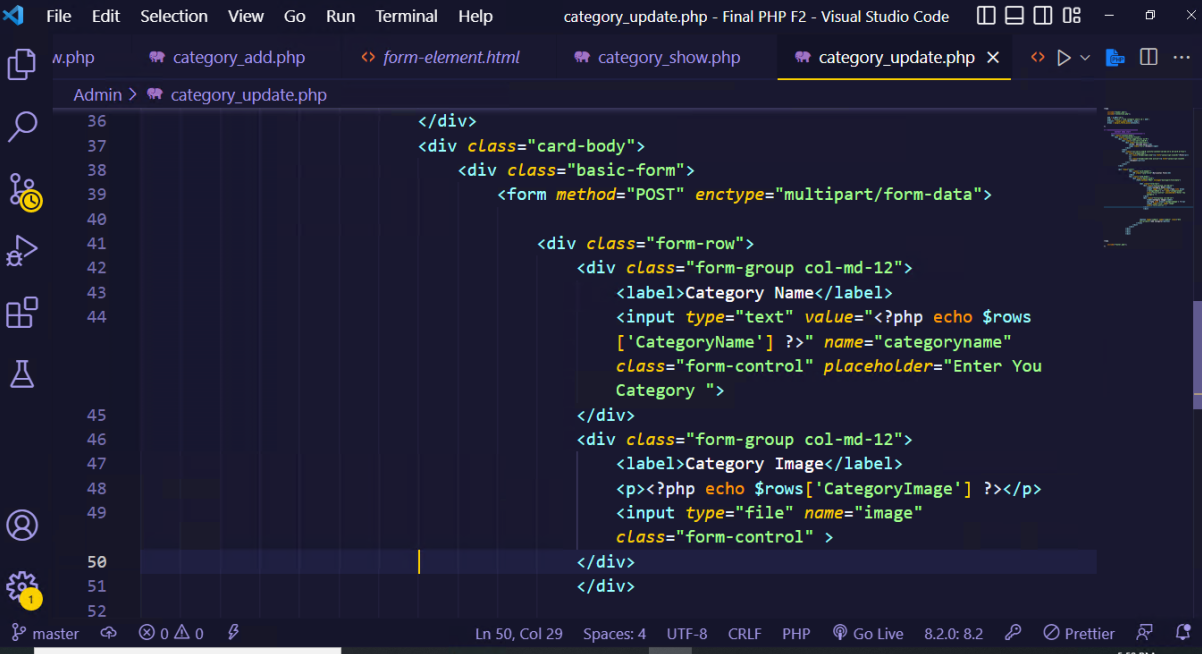 File Edit Selection View Go Run Terminal Help category_update.php - Final PHP F2 - Visual Studio Code
w.php category_add.php <> form-element.html category_show.php category_update.php
Admin > category_update.php
36 </div>
37 <div class="card-body">
38 <div class="basic-form">
39 <form method="POST" enctype="multipart/form-data">
40
41 <div class="form-row">
42 <div class="form-group col-md-12">
43 <label>Category Name</label>
44 <input type="text" value="<?php echo $rows
['CategoryName'] ?>" name="categoryname"
class="form-control" placeholder="Enter You
Category ">
45 </div>
46 <div class="form-group col-md-12">
47 <label>Category Image</label>
48 <p><?php echo $rows['CategoryImage'] ?></p>
49 <input type="file" name="image"
class="form-control" >
50 </div>
51 </div>
52
1
master 0 0 Ln 50, Col 29 Spaces: 4 UTF-8 CRLF PHP Go Live 8.2.0: 8.2 Prettier